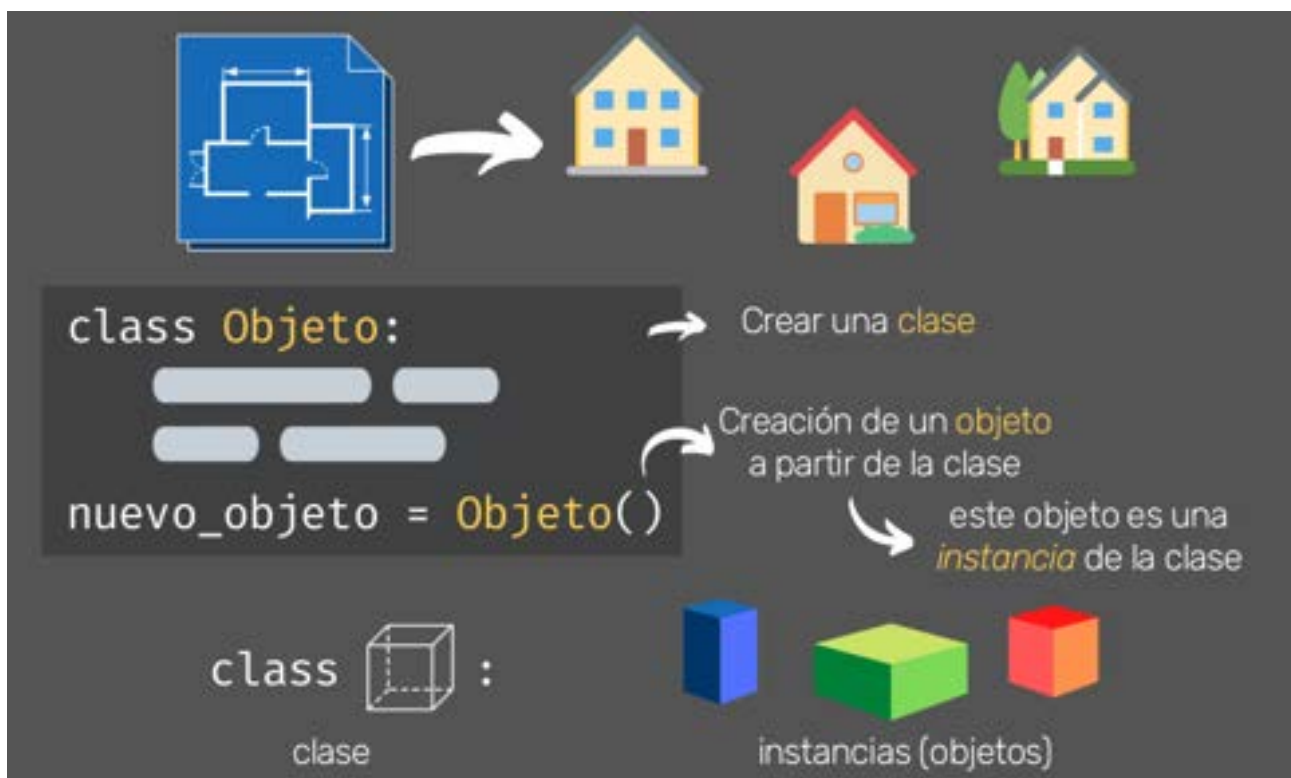 class Objeto:
Crear una clase
Creación de un objeto
a partir de la clase
nuevo_objeto = Objeto()
este objeto es una
instancia de la clase
class :
clase
instancias (objetos)